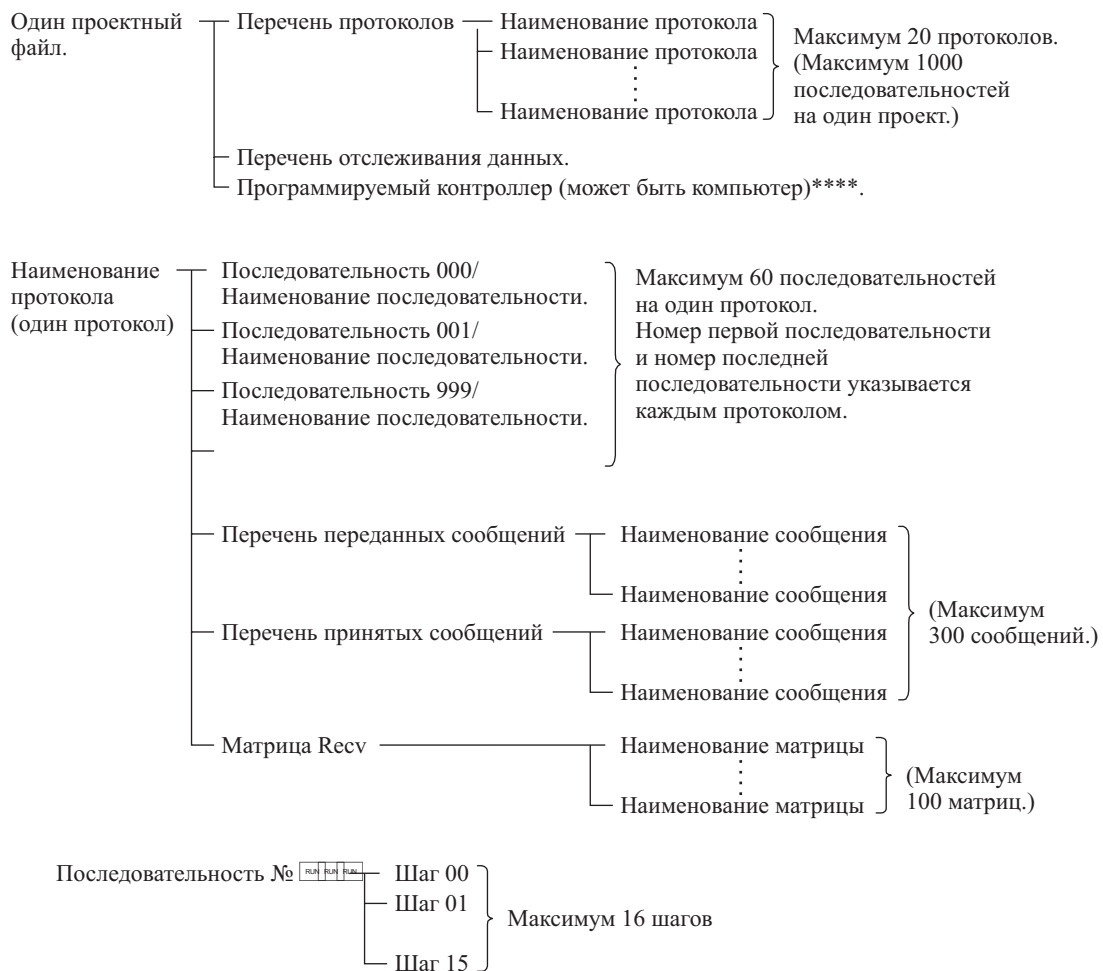 Один проектный
файл.
Перечень протоколов
Наименование протокола
Наименование протокола
Наименование протокола
Максимум 20 протоколов.
(Максимум 1000
последовательностей
на один проект.)
Перечень отслеживания данных.
Программируемый контроллер (может быть компьютер)****.
Наименование
протокола
(один протокол)
Последовательность 000/
Наименование последовательности.
Последовательность 001/
Наименование последовательности.
Последовательность 999/
Наименование последовательности.
Максимум 60 последовательностей
на один протокол.
Номер первой последовательности
и номер последней
последовательности указывается
каждым протоколом.
Перечень переданных сообщений
Наименование сообщения
Наименование сообщения
Перечень принятых сообщений
Наименование сообщения
Наименование сообщения
(Максимум
300 сообщений.)
Матрица Recv
Наименование матрицы
Наименование матрицы
(Максимум
100 матриц.)
Последовательность № RUN RUN RUN
Шаг 00
Шаг 01
Шаг 15
Максимум 16 шагов